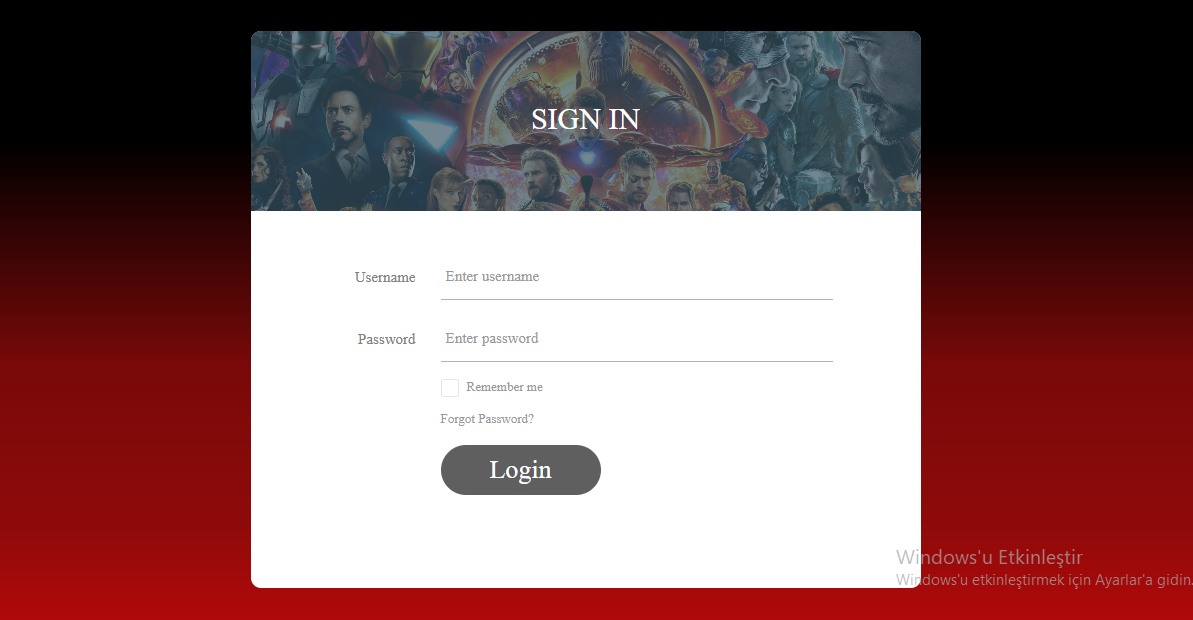 SIGN IN
Username
Enter username
Password
Enter password
Remember me
Forgot Password?
Login
Windows'u Etkinleştir
Windows'u etkinleştirmek için Ayarlar'a gidin.